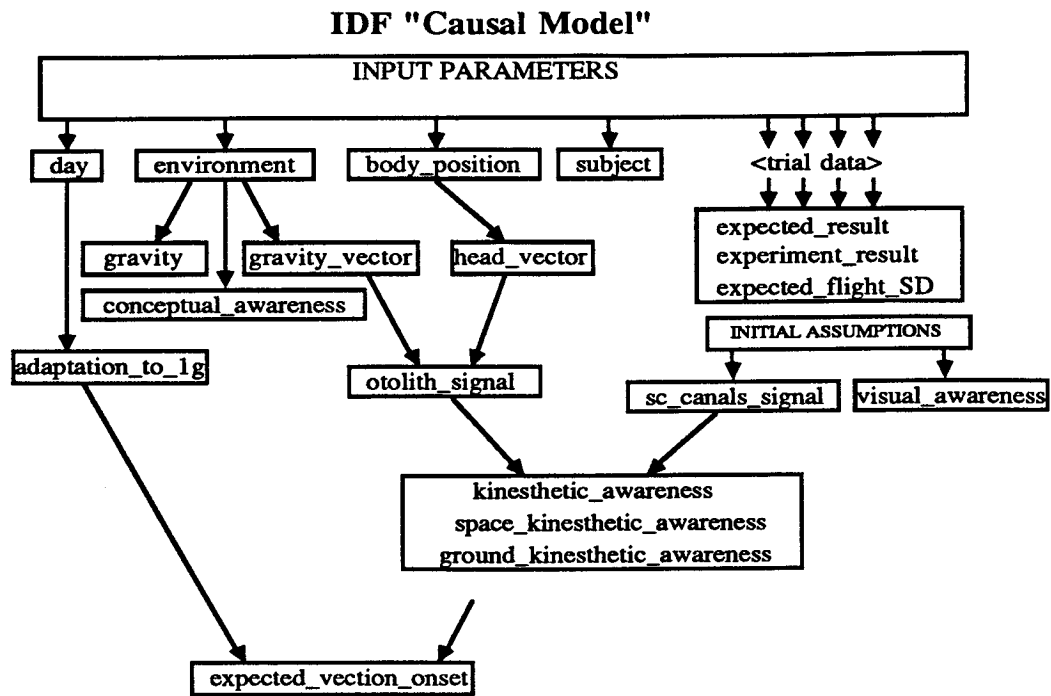 IDF "Causal Model"
INPUT PARAMETERS
day
environment
body_position
subject
<trial data>
expected_result
experiment_result
expected_flight_SD
gravity
gravity_vector
head_vector
conceptual_awareness
INITIAL ASSUMPTIONS
adaptation_to_1g
otolith_signal
sc_canals_signal
visual_awareness
kinesthetic_awareness
space_kinesthetic_awareness
ground_kinesthetic_awareness
expected_vection_onset